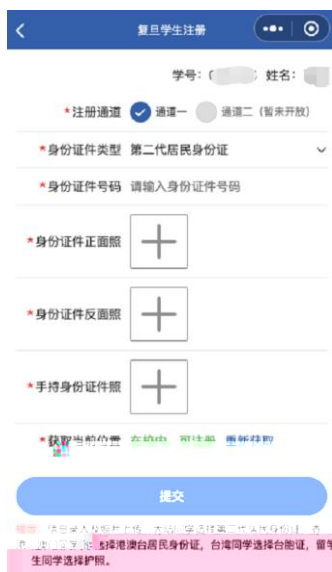 复旦学生注册
学号：( 姓名：
*注册通道 通道一 通道二（暂未开放）
*身份证件类型 第二代居民身份证
*身份证件号码 请输入身份证件号码
*身份证件正面照
*身份证件反面照
*手持身份证件照
*获取当前位置 在校内，可注册 重新获取
提交
选择港澳台居民身份证，台湾同学选择台胞证，留学
生同学选择护照。